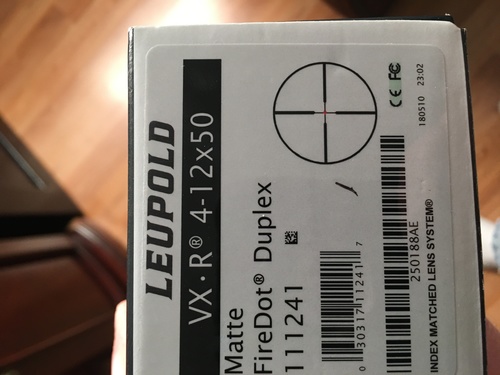 LEUPOLD
VX·R® 4-12x50
Matte
FireDot® Duplex
111241
0 30317 11241 7
250188AE
INDEX MATCHED LENS SYSTEM®
CE FC
180510 23:02